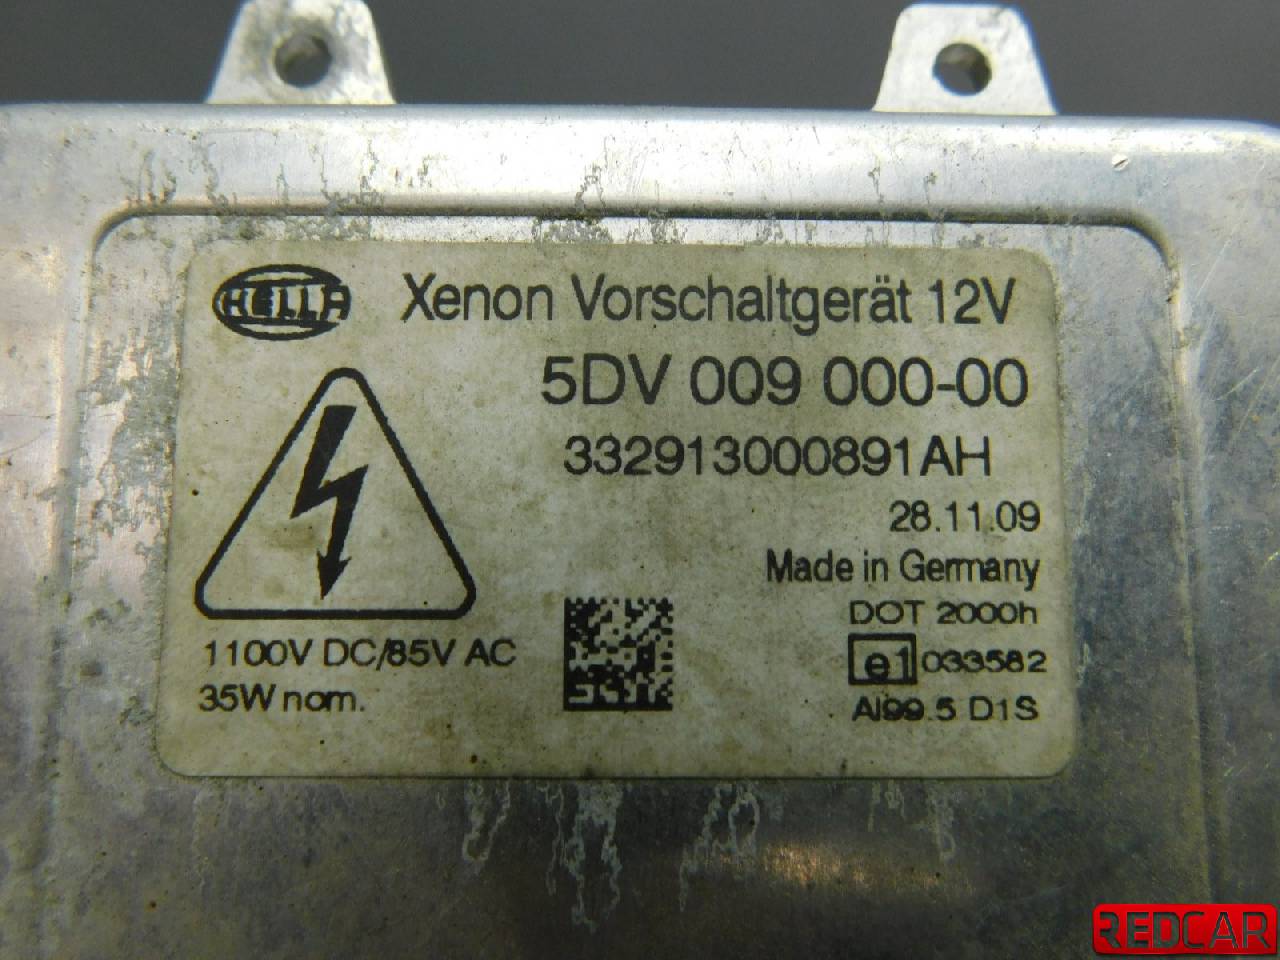 HELLA
Xenon Vorschaltgerät 12V
5DV 009 000-00
332913000891AH
28.11.09
Made in Germany
DOT 2000h
e1 033582
Al99.5 D1S
1100V DC/85V AC
35W nom.
REDCAR